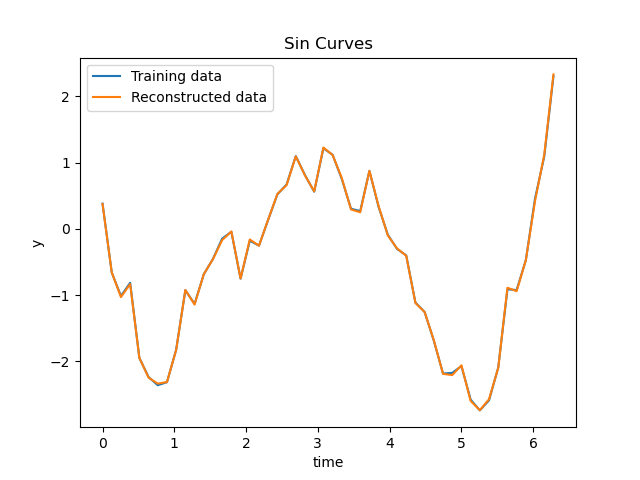 Sin Curves
Training data
Reconstructed data
2
1
0
−1
−2
y
0 1 2 3 4 5 6
time